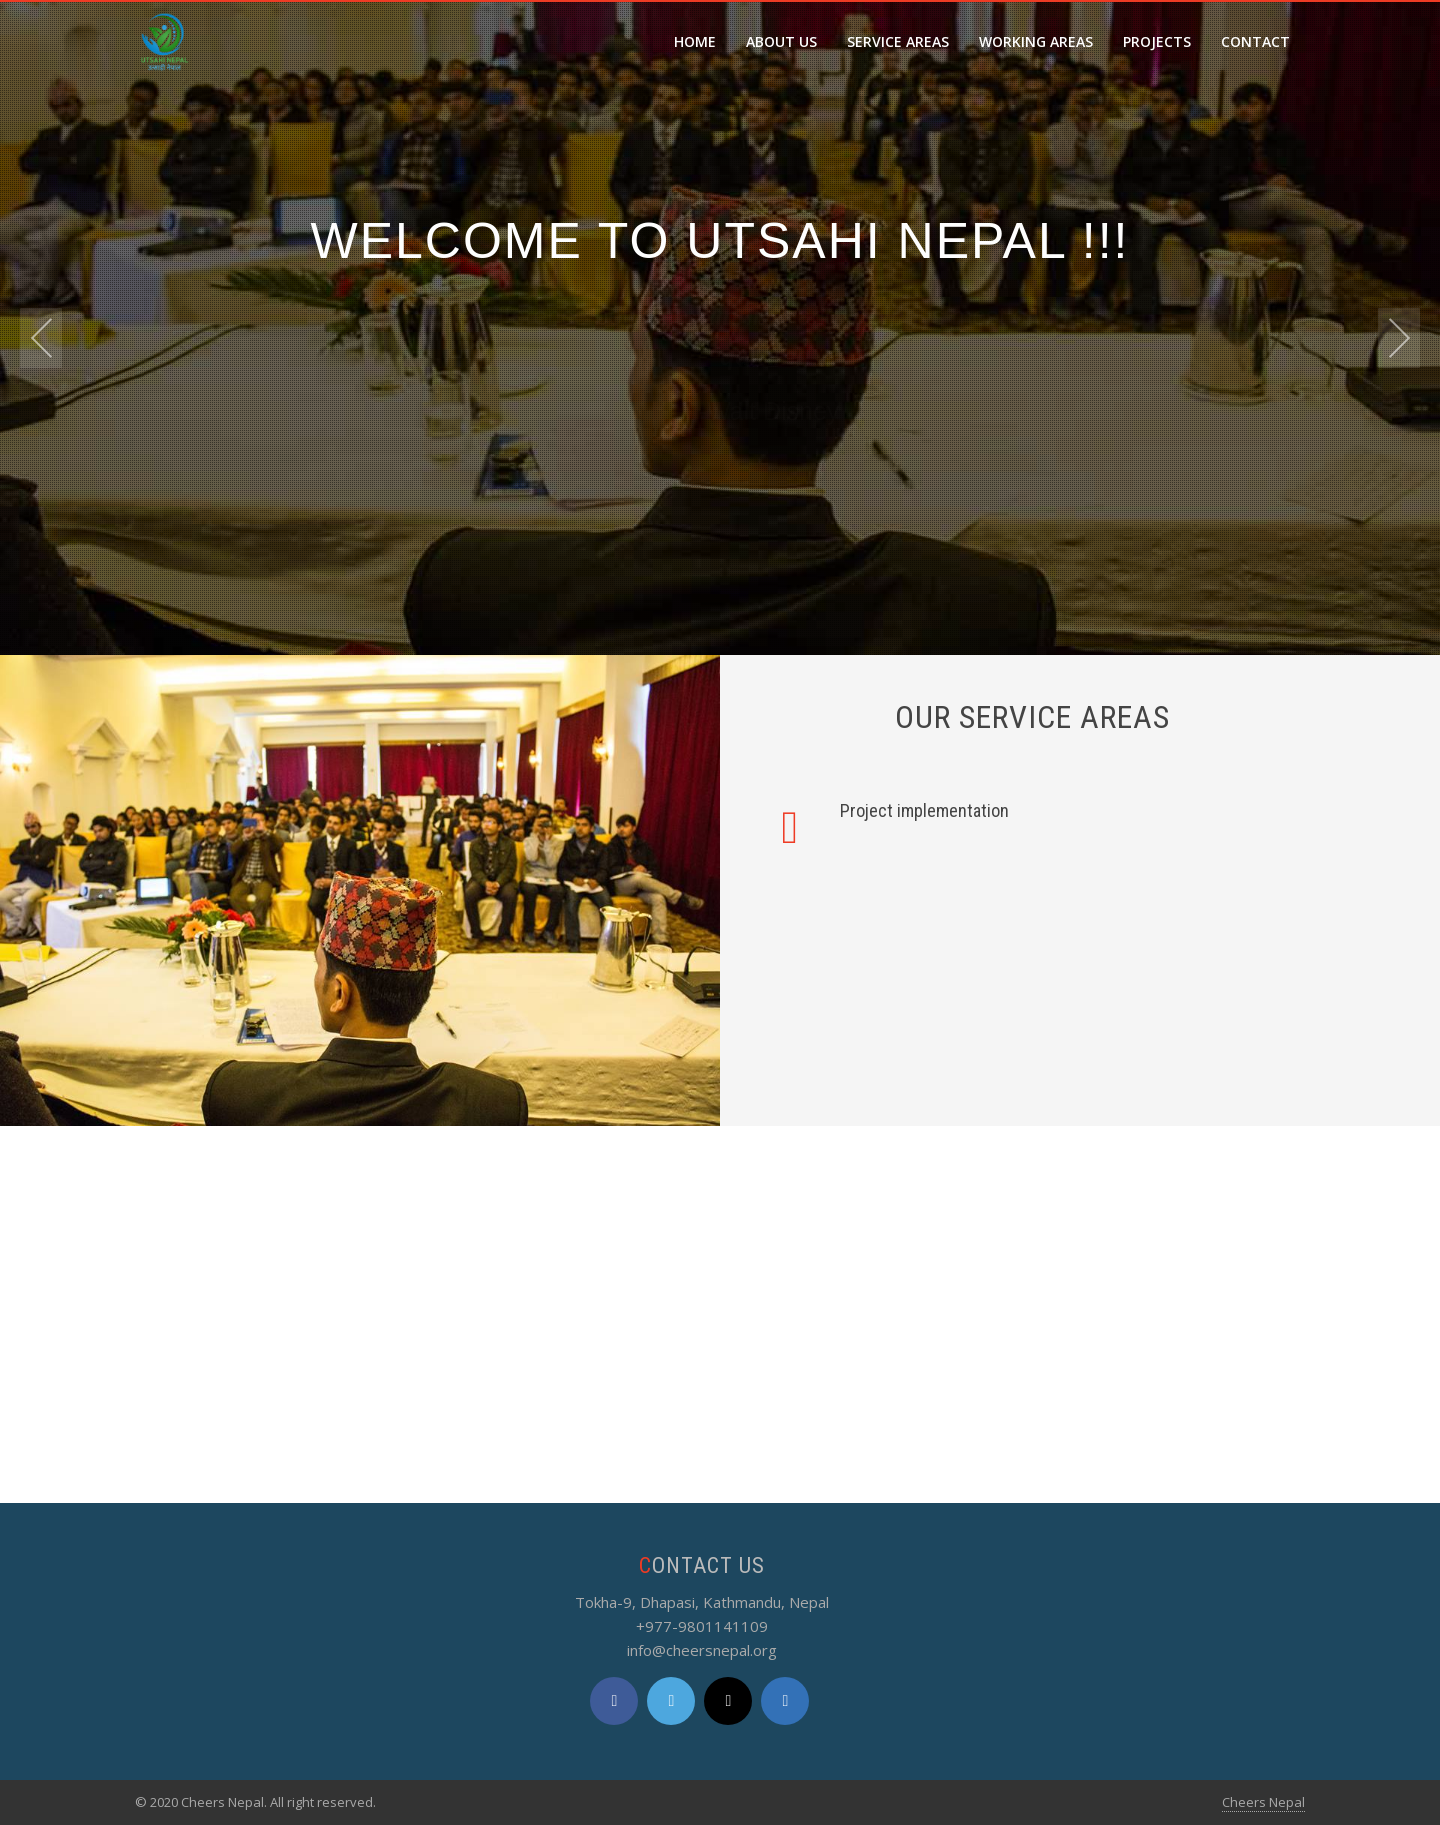 UTSAHI NEPAL
HOME ABOUT US SERVICE AREAS WORKING AREAS PROJECTS CONTACT
WELCOME TO UTSAHI NEPAL !!!
OUR SERVICE AREAS
Project implementation
CONTACT US
Tokha-9, Dhapasi, Kathmandu, Nepal
+977-9801141109
info@cheersnepal.org
© 2020 Cheers Nepal. All right reserved.
Cheers Nepal